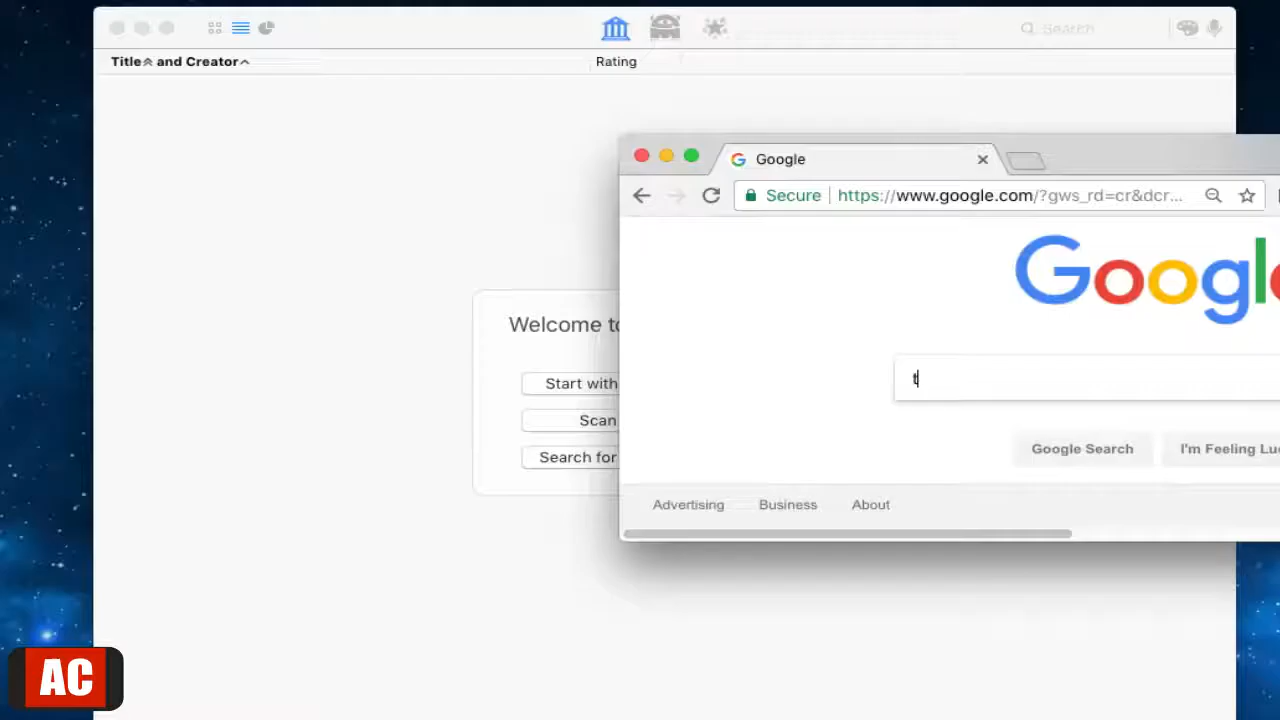 Search
Title and Creator
Rating
Google
Secure
https://www.google.com/?gws_rd=cr&dcr...
Google
Welcome to
t
Start with
Scan
Google Search
I'm Feeling
Search for
Advertising
Business
About
AC